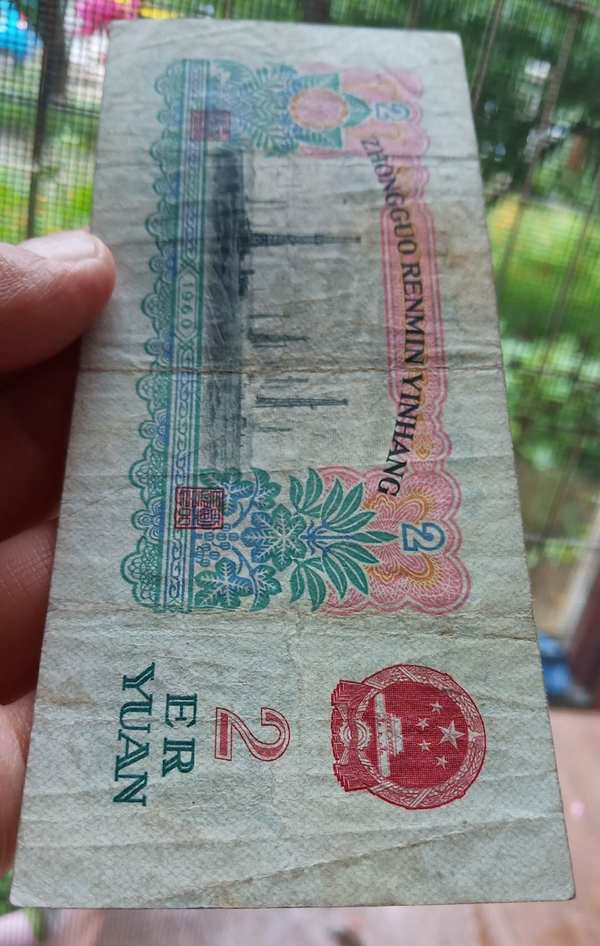 ZHONGGUO RENMIN YINHANG
2
2
1960
2
ER
YUAN